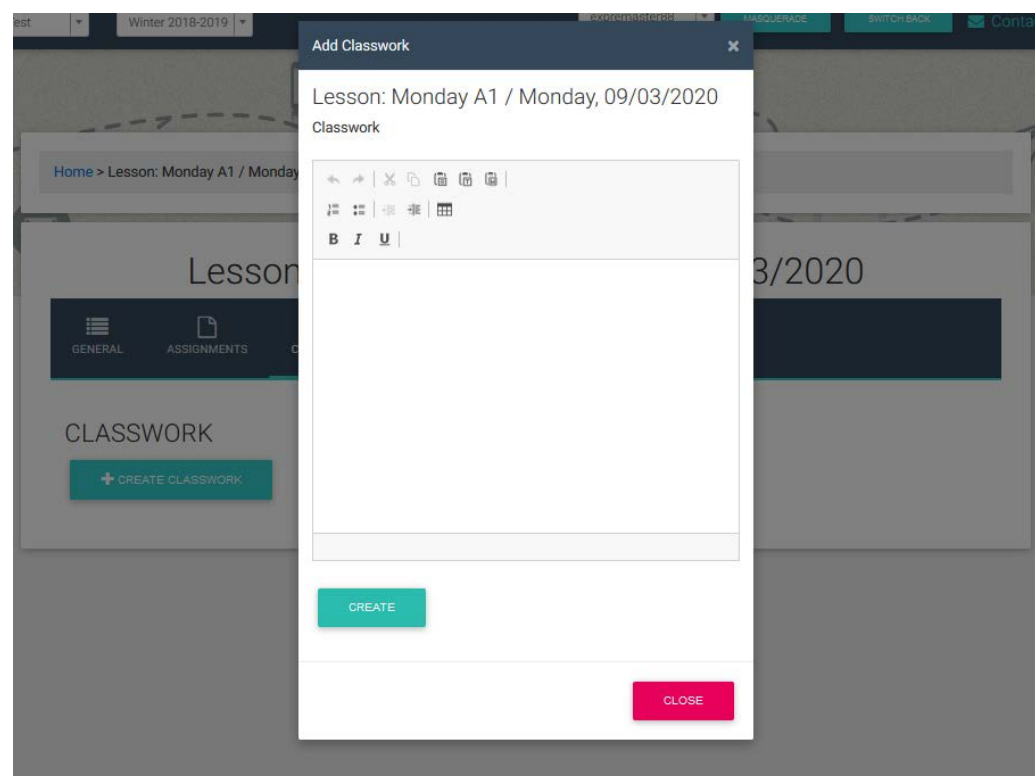 est
Winter 2018-2019
expremaster88
MASQUERADE
SWITCH BACK
Conta
Add Classwork
Lesson: Monday A1 / Monday, 09/03/2020
Classwork
Home > Lesson: Monday A1 / Monday
B I U
Lesson
3/2020
GENERAL
ASSIGNMENTS
C
CLASSWORK
CREATE CLASSWORK
CREATE
CLOSE